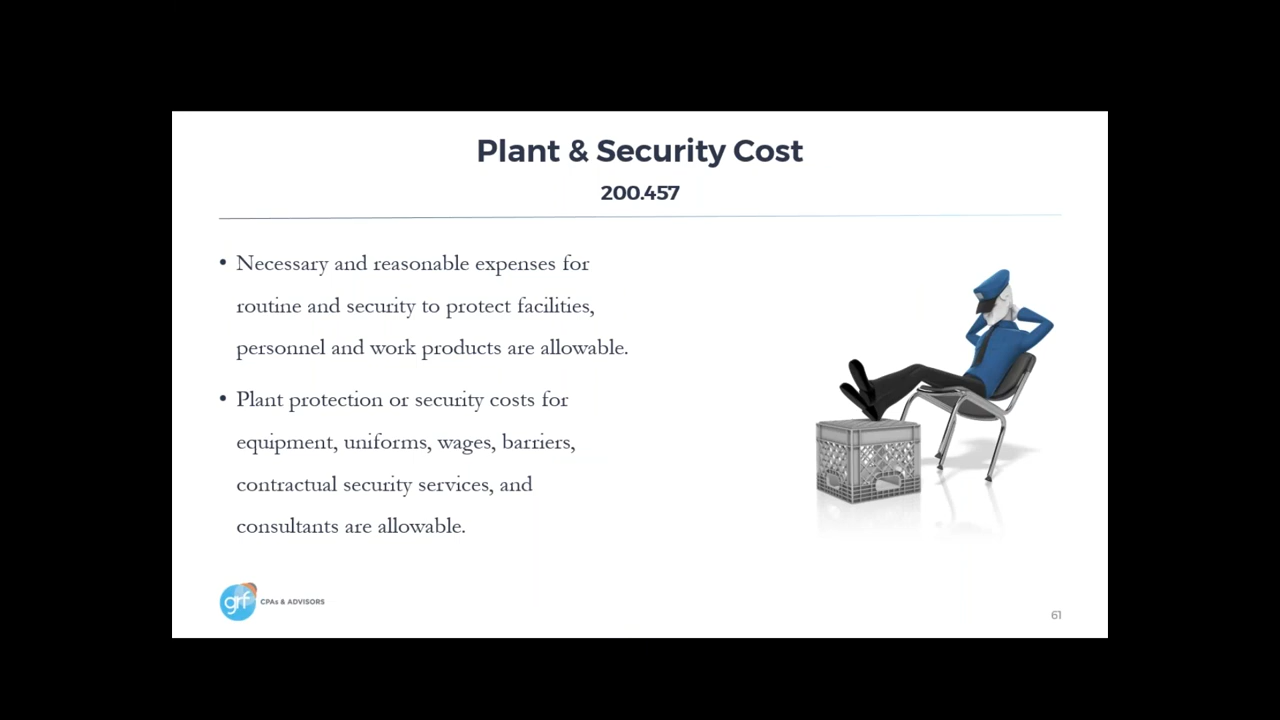 Plant & Security Cost
200.457
• Necessary and reasonable expenses for
routine and security to protect facilities,
personnel and work products are allowable.
• Plant protection or security costs for
equipment, uniforms, wages, barriers,
contractual security services, and
consultants are allowable.
grf CPAs & ADVISORS
61